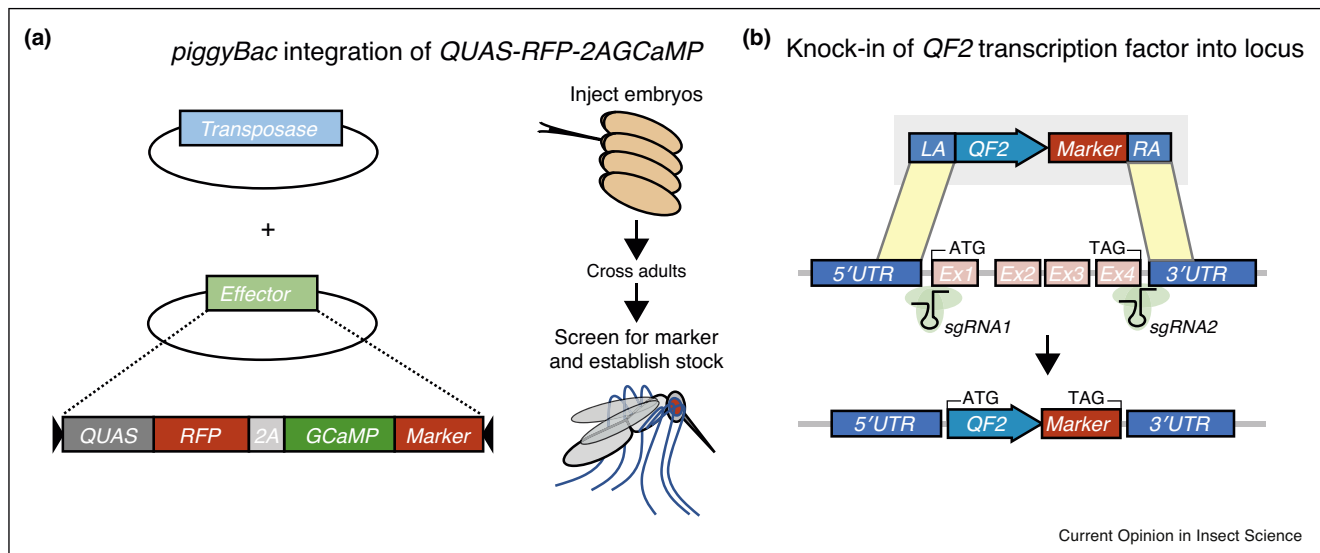 (a)
piggyBac integration of QUAS-RFP-2AGCaMP
Transposase
+
Effector
QUAS RFP 2A GCaMP Marker
Inject embryos
Cross adults
Screen for marker
and establish stock
(b) Knock-in of QF2 transcription factor into locus
LA QF2 Marker RA
ATG TAG
5′UTR Ex1 Ex2 Ex3 Ex4 3′UTR
sgRNA1 sgRNA2
ATG TAG
5′UTR QF2 Marker 3′UTR
Current Opinion in Insect Science